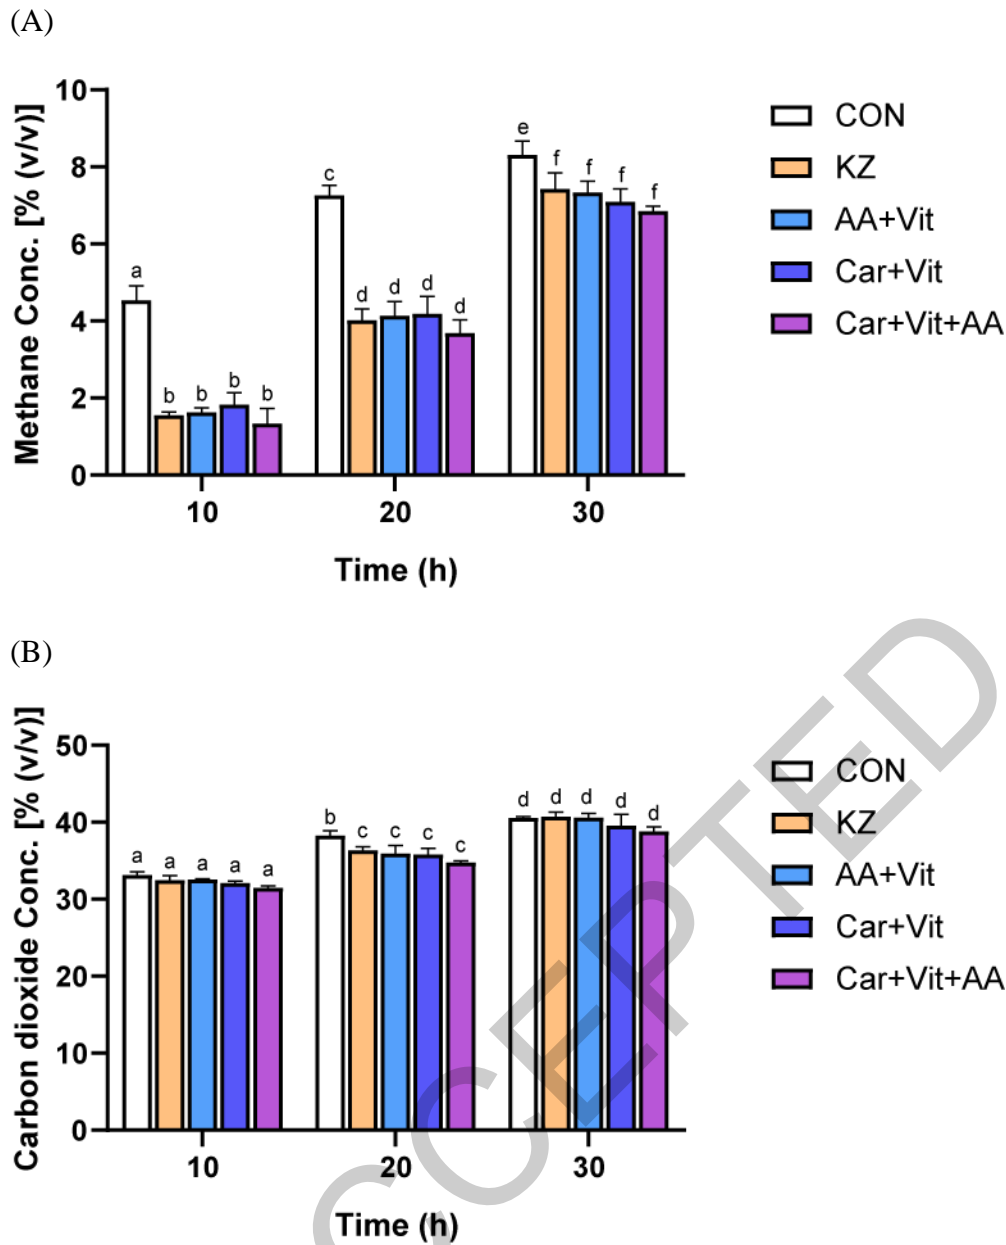 (A)
Methane Conc. [% (v/v)]
10
8
6
4
2
0
a
b
b
b
b
c
d
d
d
d
e
f
f
f
f
10
20
30
Time (h)
CON
KZ
AA+Vit
Car+Vit
Car+Vit+AA
(B)
Carbon dioxide Conc. [% (v/v)]
50
40
30
20
10
0
a
a
a
a
a
b
c
c
c
c
d
d
d
d
d
10
20
30
Time (h)
CON
KZ
AA+Vit
Car+Vit
Car+Vit+AA
CCEPTED